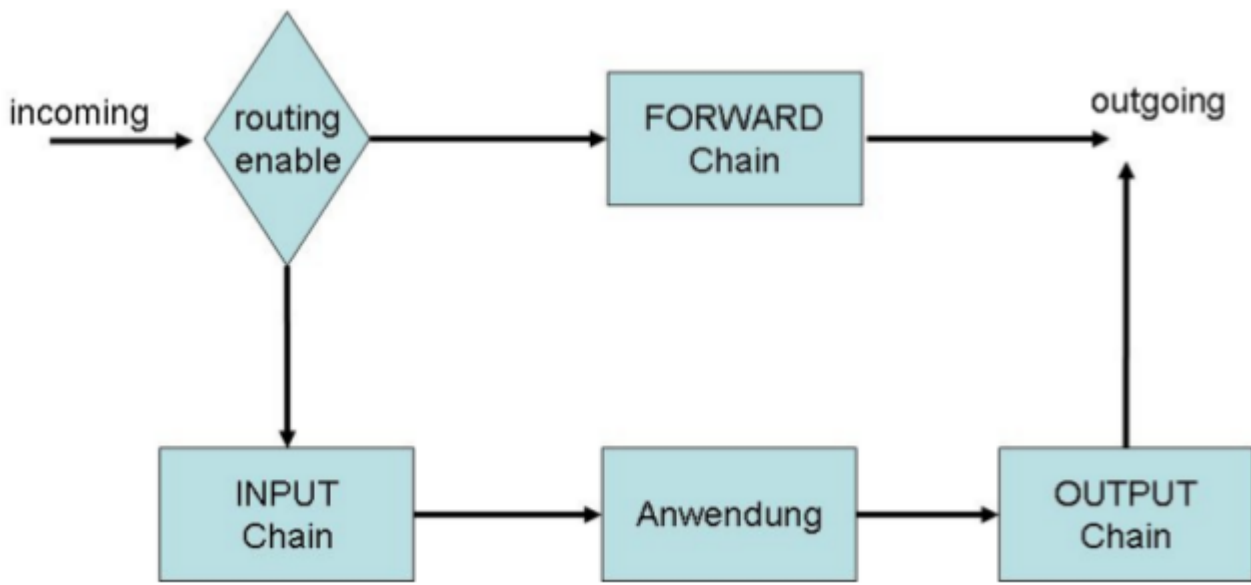 incoming
routing
enable
FORWARD
Chain
outgoing
INPUT
Chain
Anwendung
OUTPUT
Chain